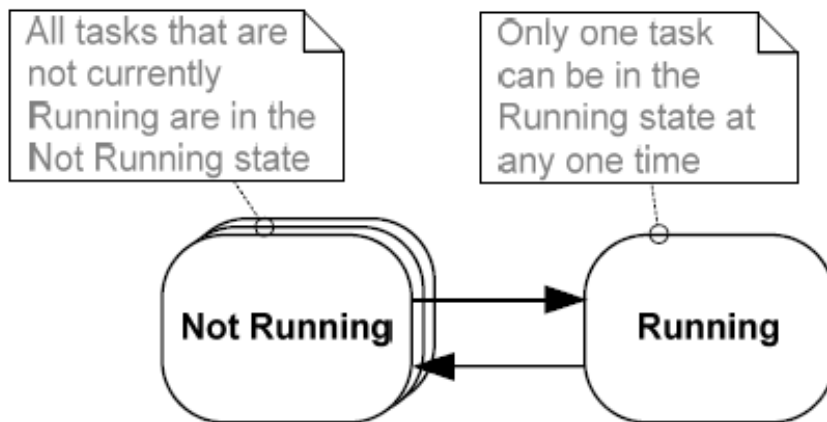 All tasks that are
not currently
Running are in the
Not Running state
Only one task
can be in the
Running state at
any one time
Not Running
Running